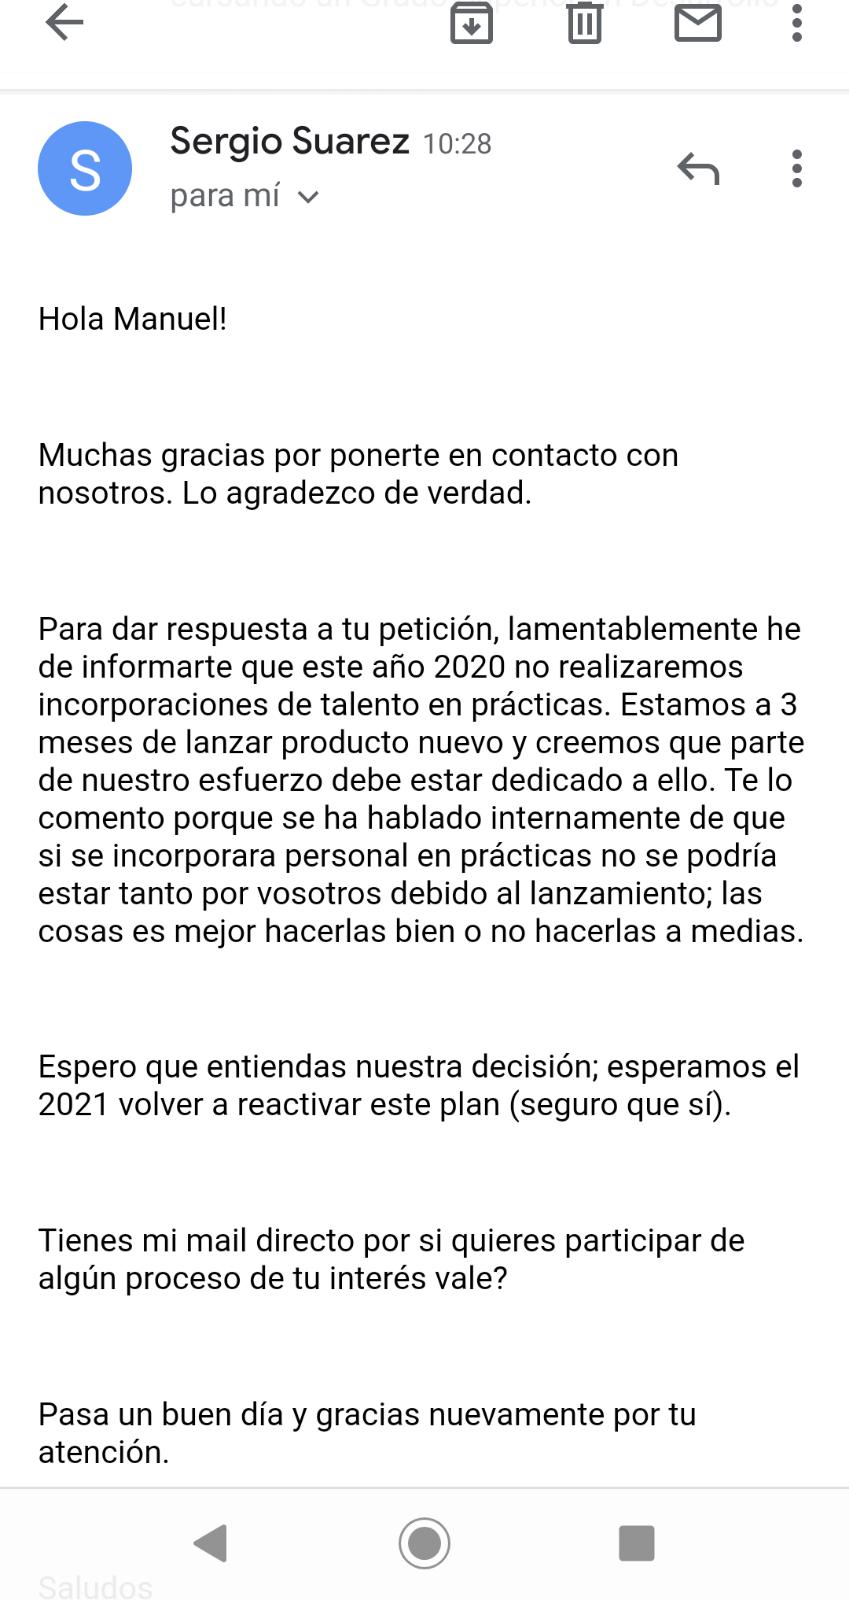 Sergio Suarez 10:28
para mí
S
Hola Manuel!
Muchas gracias por ponerte en contacto con
nosotros. Lo agradezco de verdad.
Para dar respuesta a tu petición, lamentablemente he
de informarte que este año 2020 no realizaremos
incorporaciones de talento en prácticas. Estamos a 3
meses de lanzar producto nuevo y creemos que parte
de nuestro esfuerzo debe estar dedicado a ello. Te lo
comento porque se ha hablado internamente de que
si se incorporara personal en prácticas no se podría
estar tanto por vosotros debido al lanzamiento; las
cosas es mejor hacerlas bien o no hacerlas a medias.
Espero que entiendas nuestra decisión; esperamos el
2021 volver a reactivar este plan (seguro que sí).
Tienes mi mail directo por si quieres participar de
algún proceso de tu interés vale?
Pasa un buen día y gracias nuevamente por tu
atención.
Saludos